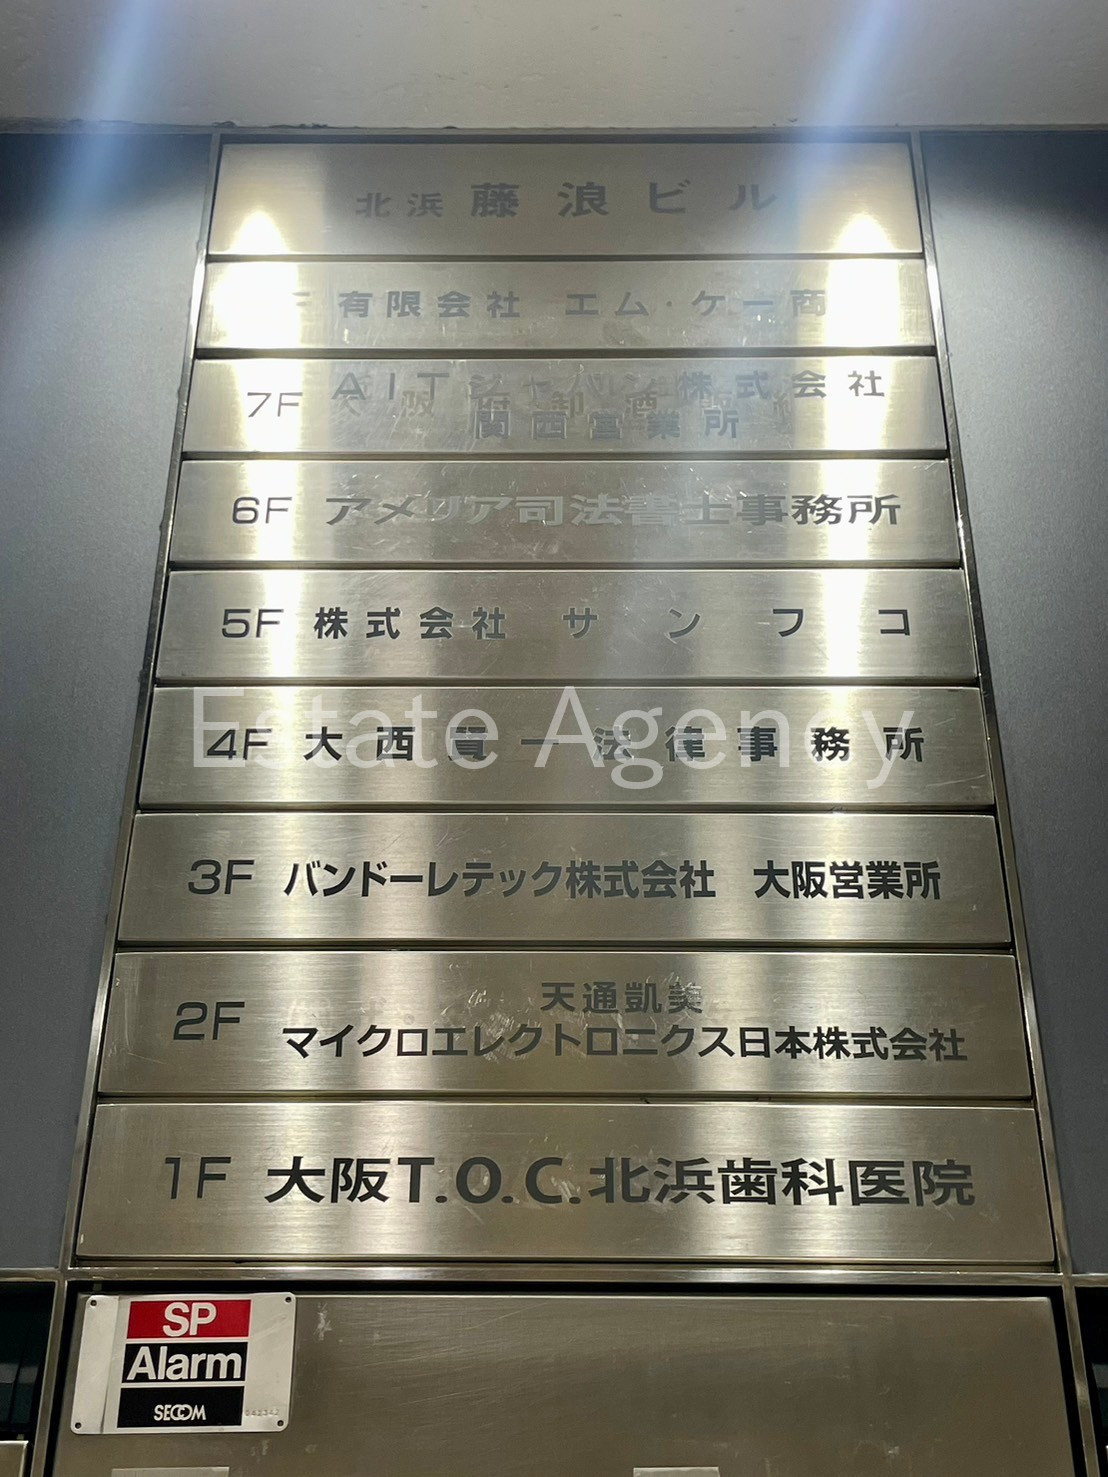 北浜 藤浪ビル
F 有限会社 エム・ケー商
7F AITジャパン株式会社
関西営業所
6F アメリア司法書士事務所
5F 株式会社 サンフコ
4F 大西賢一法律事務所
Estate Agency
3F バンドーレテック株式会社 大阪営業所
天通凱美
2F マイクロエレクトロニクス日本株式会社
1F 大阪T.O.C.北浜歯科医院
SP
Alarm
SECOM